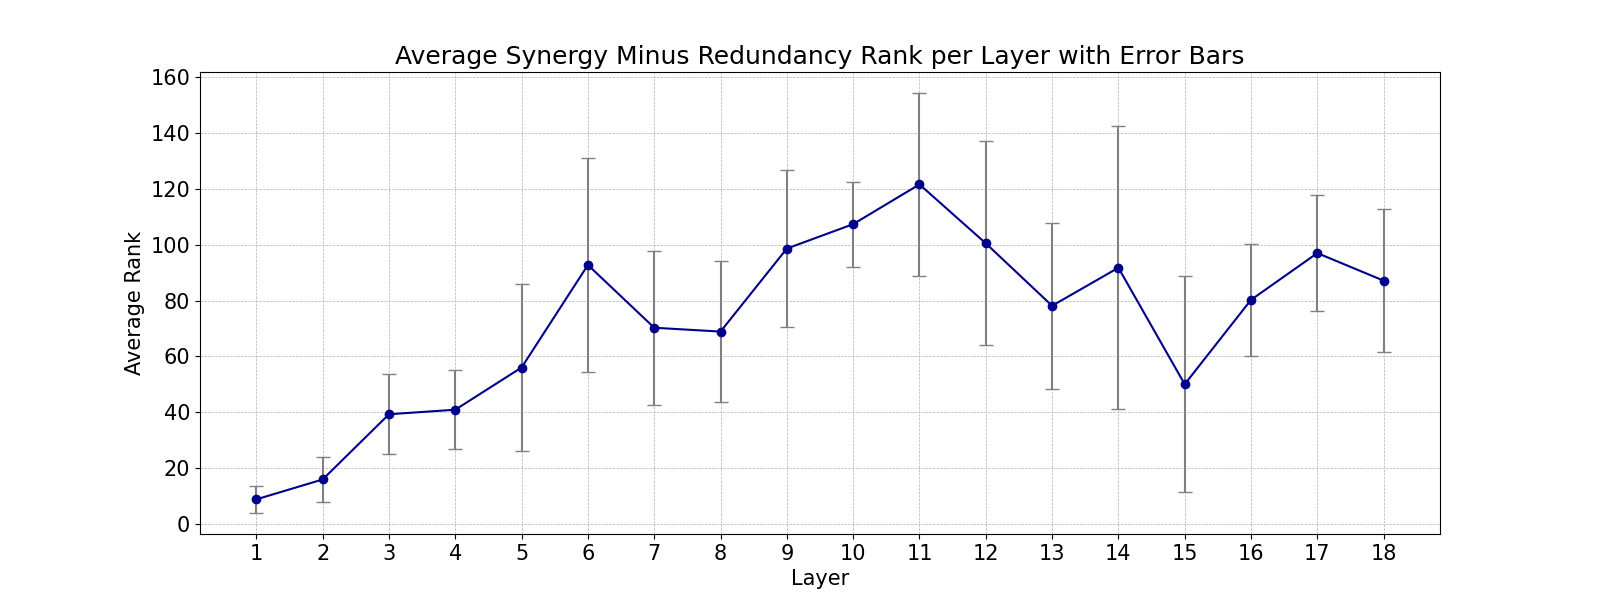 Average Synergy Minus Redundancy Rank per Layer with Error Bars
160
140
120
100
80
60
40
20
0
Average Rank
1 2 3 4 5 6 7 8 9 10 11 12 13 14 15 16 17 18
Layer